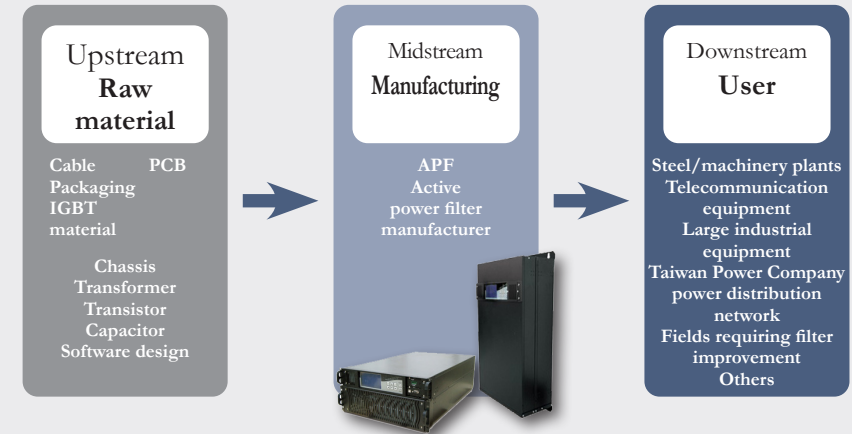 Upstream
Raw
material
Cable PCB
Packaging
IGBT
material
Chassis
Transformer
Transistor
Capacitor
Software design
Midstream
Manufacturing
APF
Active
power filter
manufacturer
Downstream
User
Steel/machinery plants
Telecommunication
equipment
Large industrial
equipment
Taiwan Power Company
power distribution
network
Fields requiring filter
improvement
Others